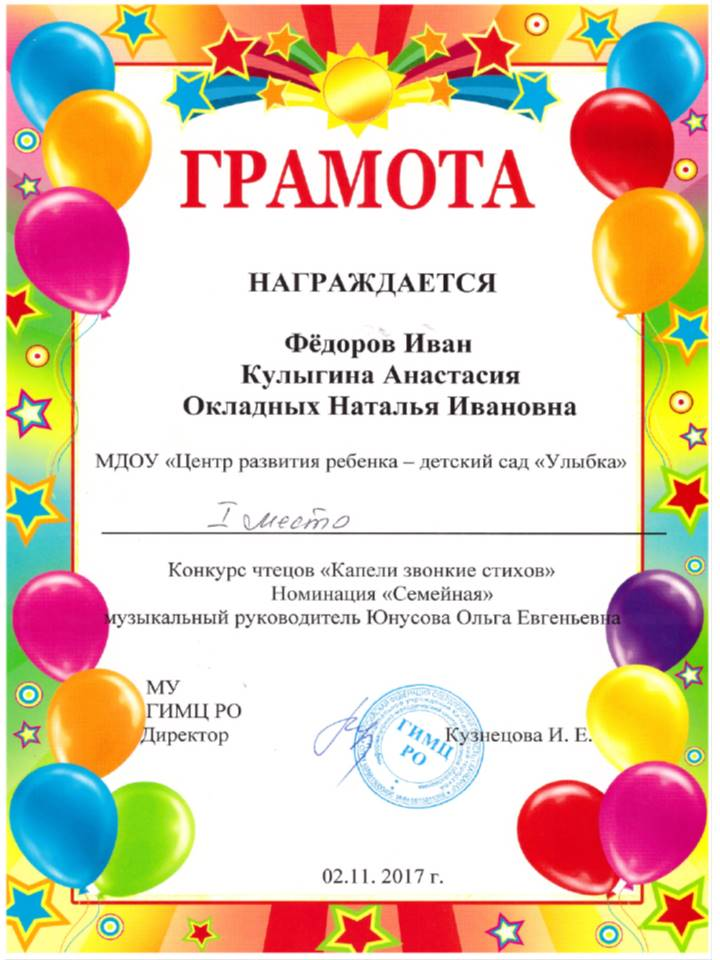 ГРАМОТА
НАГРАЖДАЕТСЯ
Фёдоров Иван
Кулыгина Анастасия
Окладных Наталья Ивановна
МДОУ «Центр развития ребенка – детский сад «Улыбка»
I место
Конкурс чтецов «Капели звонкие стихов»
Номинация «Семейная»
музыкальный руководитель Юнусова Ольга Евгеньевна
МУ
ГИМЦ РО
Директор
Кузнецова И. Е.
ГИМЦ
РО
02.11. 2017 г.